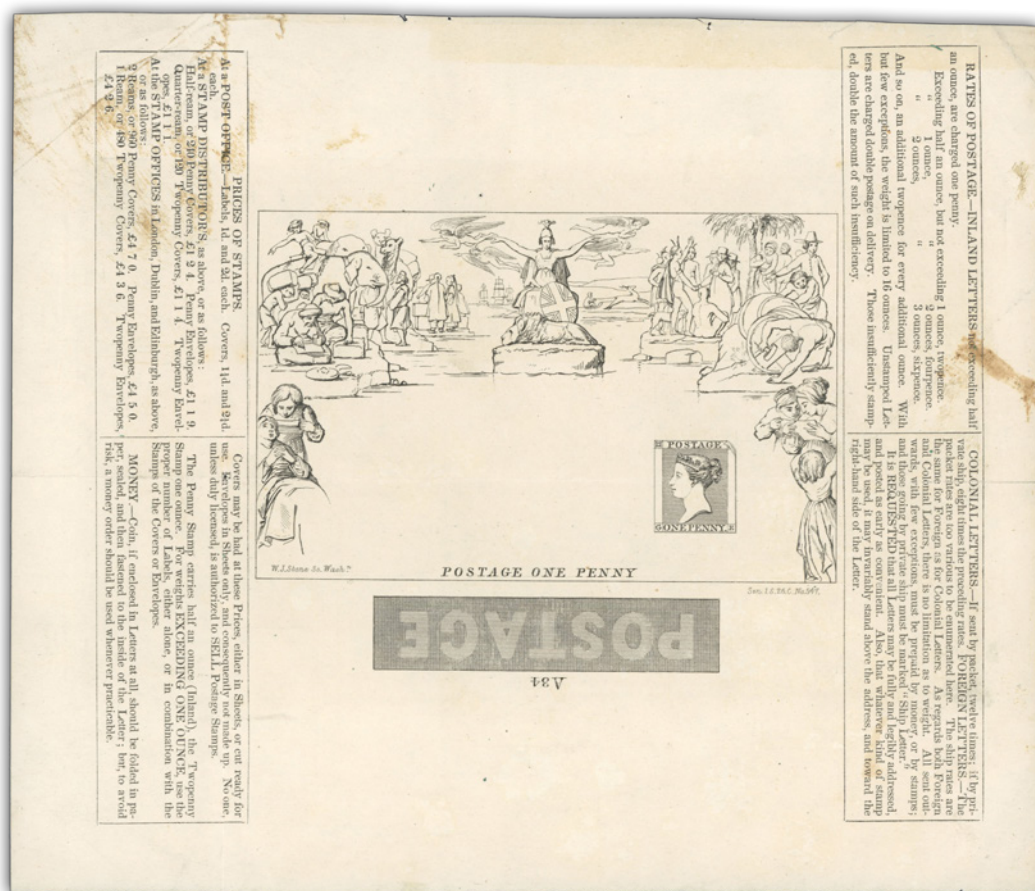 PRICES OF STAMPS.
At a POST OFFICE.—Labels, 1d. and 2d. each. Covers, 1¼d. and 2¼d.
each.
At a STAMP DISTRIBUTOR'S, as above, or as follows:
Half-ream, or 240 Penny Covers, £1 2 4. Penny Envelopes, £1 1 9.
Quarter-ream, or 120 Twopenny Covers, £1 1 4. Twopenny Envel-
opes, £1 1 1.
At the STAMP OFFICES in London, Dublin, and Edinburgh, as above,
or as follows:
2 Reams, or 960 Penny Covers, £4 7 0. Penny Envelopes, £4 5 0.
1 Ream, or 480 Twopenny Covers, £4 3 6. Twopenny Envelopes,
£4 2 6.
Covers may be had at these Prices, either in Sheets, or cut ready for
use. Envelopes in Sheets only, and consequently not made up. No one,
unless duly licensed, is authorized to SELL Postage Stamps.
The Penny Stamp carries half an ounce (Inland), the Twopenny
Stamp one ounce. For weights EXCEEDING ONE OUNCE, use the
proper number of Labels, either alone, or in combination with the
Stamps of the Covers or Envelopes.
MONEY.—Coin, if enclosed in Letters at all, should be folded in pa-
per, sealed, and then fastened to the inside of the Letter; but, to avoid
risk, a money order should be used whenever practicable.
POSTAGE
ONE PENNY.
W.J. Stone Sc. Washn.
POSTAGE ONE PENNY
POSTAGE
A34
RATES OF POSTAGE.—INLAND LETTERS not exceeding half
an ounce, are charged one penny.
Exceeding half an ounce, but not exceeding 1 ounce, twopence.
" 1 ounce, " 2 ounces, fourpence.
" 2 ounces, " 3 ounces, sixpence.
And so on, an additional twopence for every additional ounce. With
but few exceptions, the weight is limited to 16 ounces. Unstamped Let-
ters are charged double postage on delivery. Those insufficiently stamp-
ed, double the amount of such insufficiency.
COLONIAL LETTERS.—If sent by packet, twelve times; if by pri-
vate ship, eight times the preceding rates. FOREIGN LETTERS.—The
packet rates are too various to be enumerated here. The ship rates are
the same for Foreign as for Colonial Letters. As regards both Foreign
and Colonial Letters, there is no limitation as to weight. All sent out-
wards, with few exceptions, must be prepaid by money, or by stamps;
and those going by private ship must be marked "Ship Letter."
It is REQUESTED that all Letters may be fully and legibly addressed,
and posted as early as convenient. Also, that whatever kind of stamp
may be used, it may invariably stand above the address, and toward the
right-hand side of the Letter.